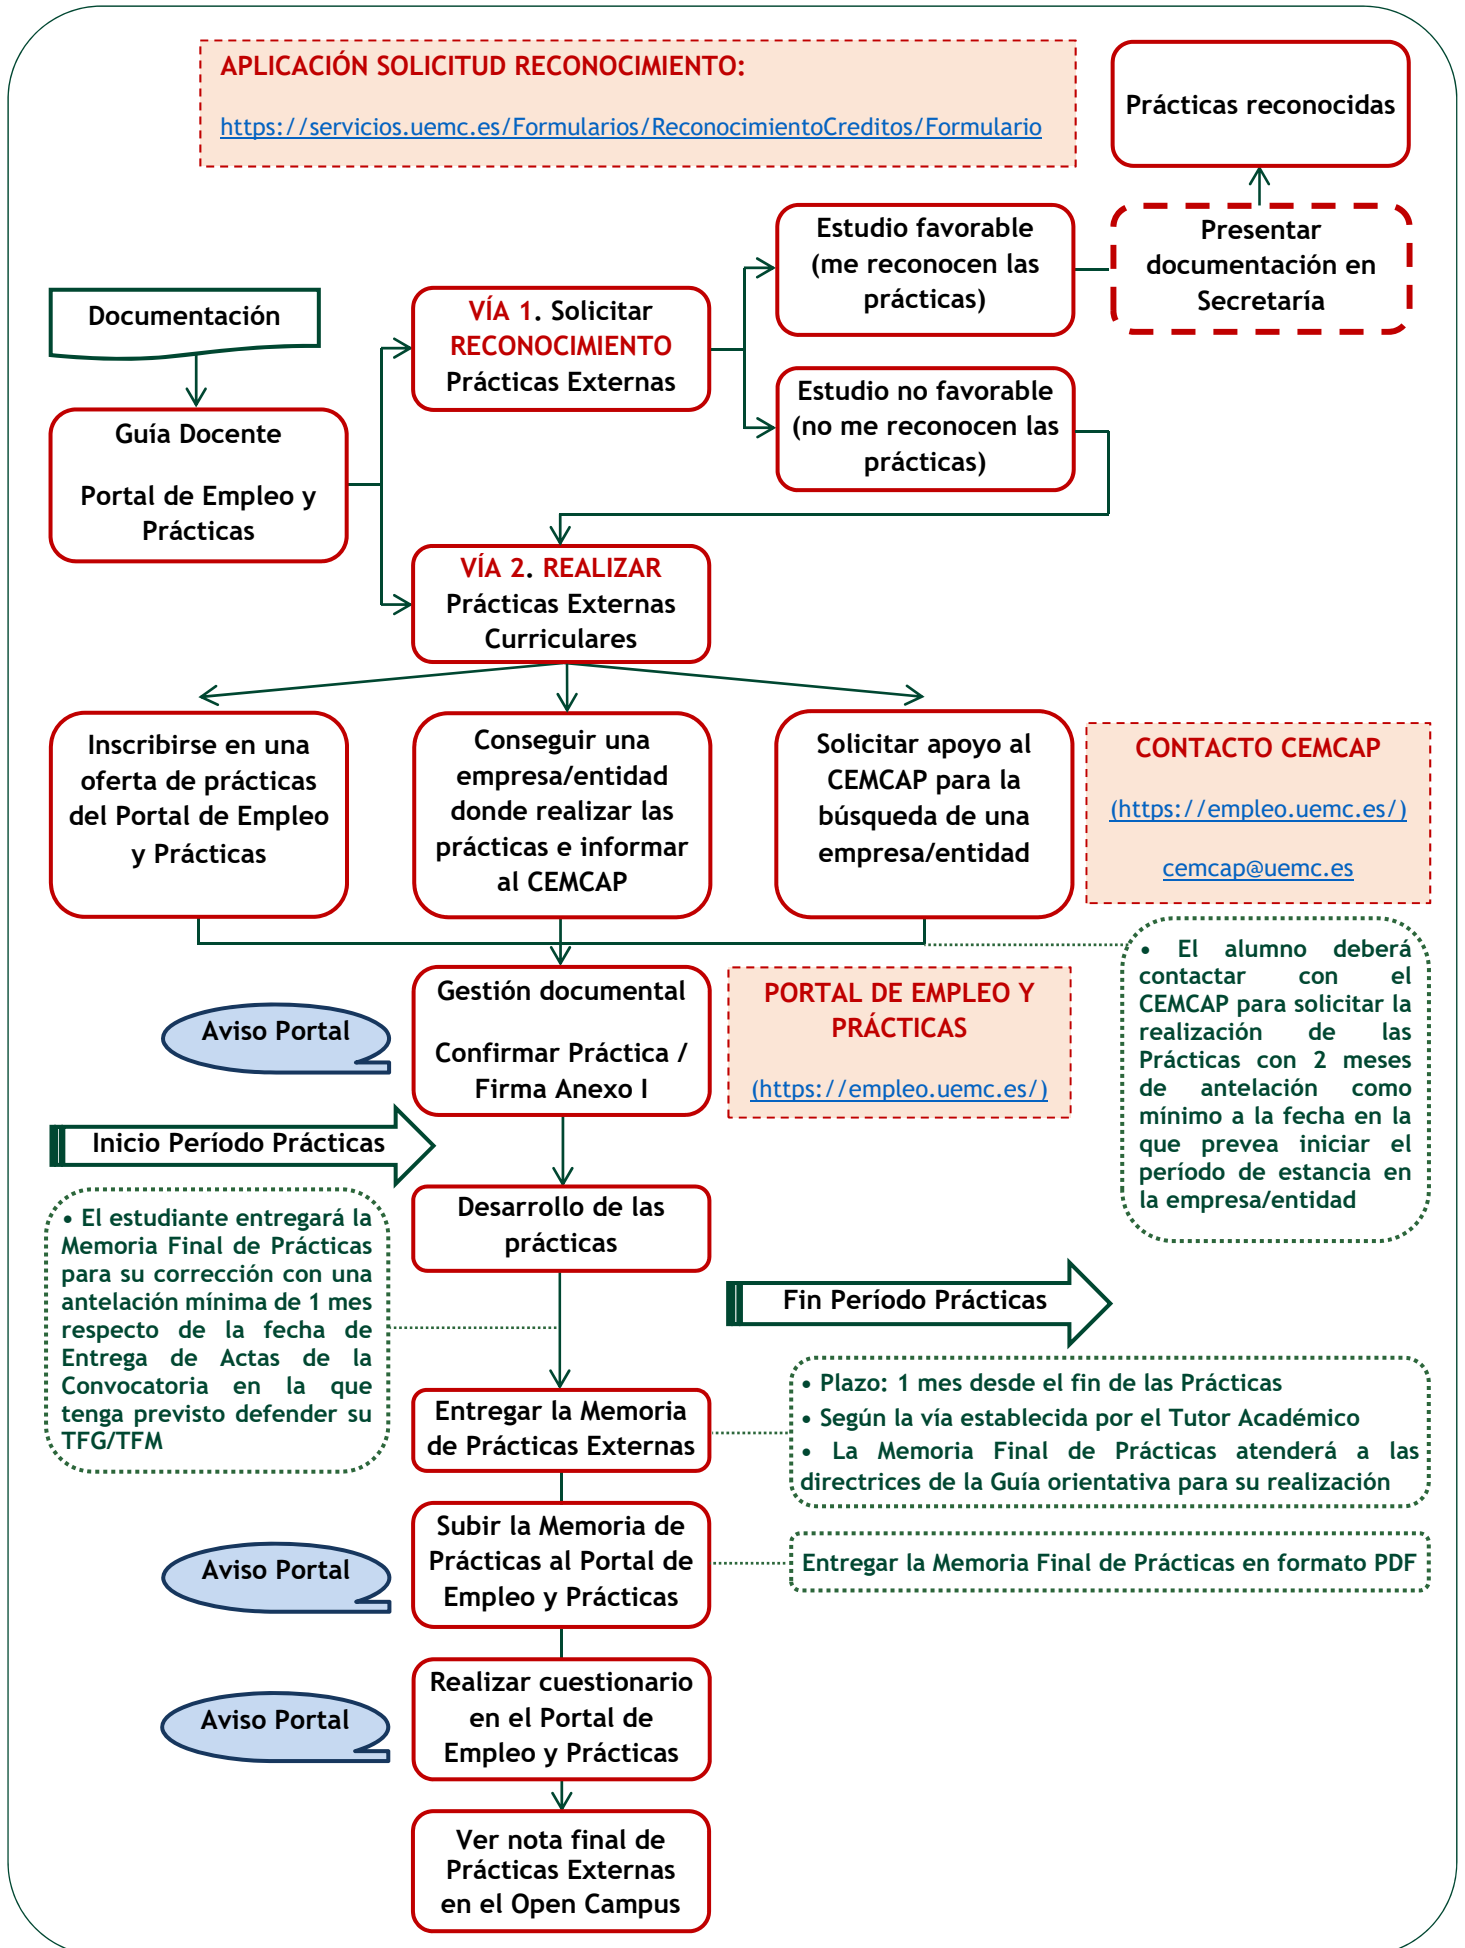 APLICACIÓN SOLICITUD RECONOCIMIENTO:
https://servicios.uemc.es/Formularios/ReconocimientoCreditos/Formulario
Prácticas reconocidas
Presentar
documentación en
Secretaría
Estudio favorable
(me reconocen las
prácticas)
Documentación
VÍA 1. Solicitar
RECONOCIMIENTO
Prácticas Externas
Estudio no favorable
(no me reconocen las
prácticas)
Guía Docente
Portal de Empleo y
Prácticas
VÍA 2. REALIZAR
Prácticas Externas
Curriculares
Inscribirse en una
oferta de prácticas
del Portal de Empleo
y Prácticas
Conseguir una
empresa/entidad
donde realizar las
prácticas e informar
al CEMCAP
Solicitar apoyo al
CEMCAP para la
búsqueda de una
empresa/entidad
CONTACTO CEMCAP
(https://empleo.uemc.es/)
cemcap@uemc.es
• El alumno deberá
contactar con el
CEMCAP para solicitar la
realización de las
Prácticas con 2 meses
de antelación como
mínimo a la fecha en la
que prevea iniciar el
período de estancia en
la empresa/entidad
Aviso Portal
Gestión documental
Confirmar Práctica /
Firma Anexo I
PORTAL DE EMPLEO Y
PRÁCTICAS
(https://empleo.uemc.es/)
Inicio Período Prácticas
Desarrollo de las
prácticas
• El estudiante entregará la
Memoria Final de Prácticas
para su corrección con una
antelación mínima de 1 mes
respecto de la fecha de
Entrega de Actas de la
Convocatoria en la que
tenga previsto defender su
TFG/TFM
Fin Período Prácticas
Entregar la Memoria
de Prácticas Externas
• Plazo: 1 mes desde el fin de las Prácticas
• Según la vía establecida por el Tutor Académico
• La Memoria Final de Prácticas atenderá a las
directrices de la Guía orientativa para su realización
Aviso Portal
Subir la Memoria de
Prácticas al Portal de
Empleo y Prácticas
Entregar la Memoria Final de Prácticas en formato PDF
Aviso Portal
Realizar cuestionario
en el Portal de
Empleo y Prácticas
Ver nota final de
Prácticas Externas
en el Open Campus